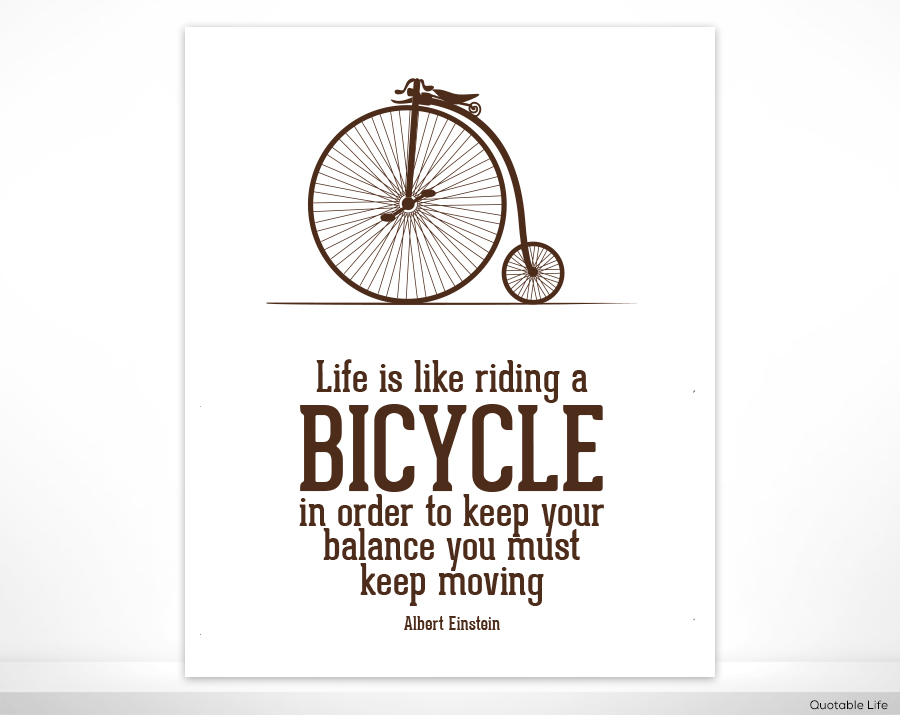 Life is like riding a
BICYCLE
in order to keep your
balance you must
keep moving
Albert Einstein
Quotable Life